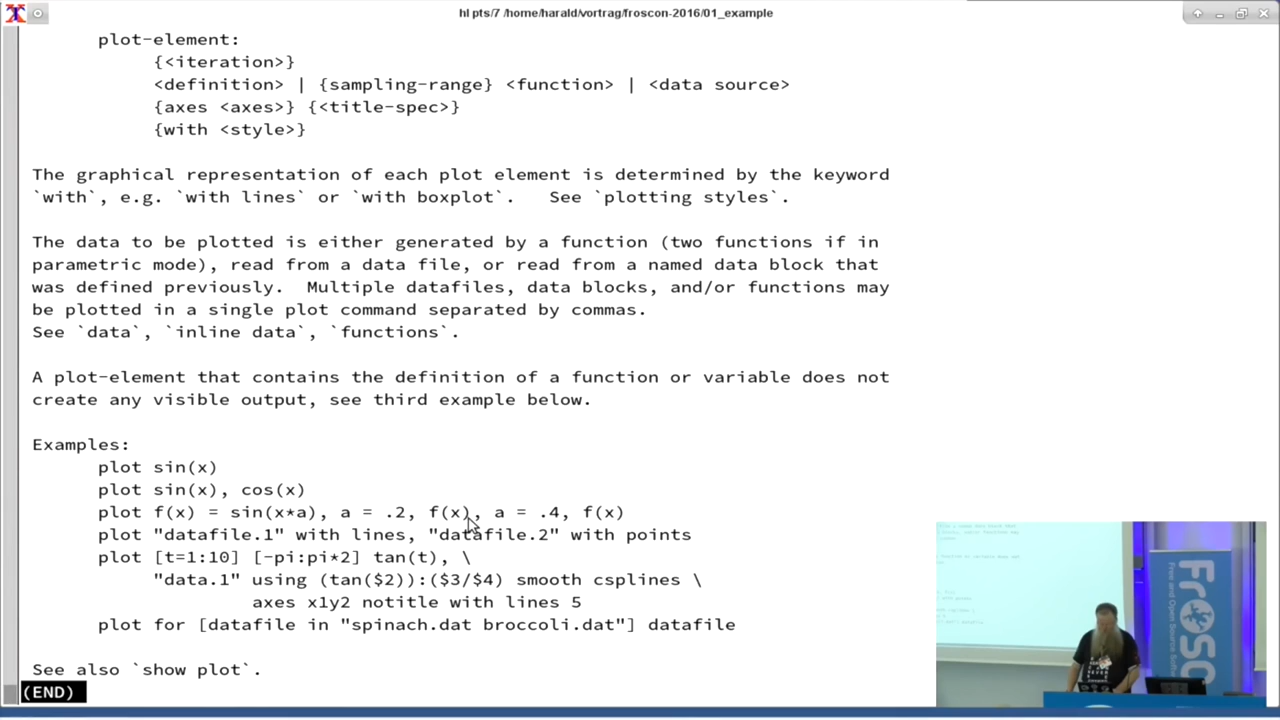 hl pts/7 /home/harald/vortrag/froscon-2016/01_example
plot-element:
{<iteration>}
<definition> | {sampling-range} <function> | <data source>
{axes <axes>} {<title-spec>}
{with <style>}
The graphical representation of each plot element is determined by the keyword
`with`, e.g. `with lines` or `with boxplot`.   See `plotting styles`.
The data to be plotted is either generated by a function (two functions if in
parametric mode), read from a data file, or read from a named data block that
was defined previously.  Multiple datafiles, data blocks, and/or functions may
be plotted in a single plot command separated by commas.
See `data`, `inline data`, `functions`.
A plot-element that contains the definition of a function or variable does not
create any visible output, see third example below.
Examples:
plot sin(x)
plot sin(x), cos(x)
plot f(x) = sin(x*a), a = .2, f(x), a = .4, f(x)
plot "datafile.1" with lines, "datafile.2" with points
plot [t=1:10] [-pi:pi*2] tan(t), \
"data.1" using (tan($2)):($3/$4) smooth csplines \
axes x1y2 notitle with lines 5
plot for [datafile in "spinach.dat broccoli.dat"] datafile
See also `show plot`.
(END)
FrOSC
Free and Open Source Softw